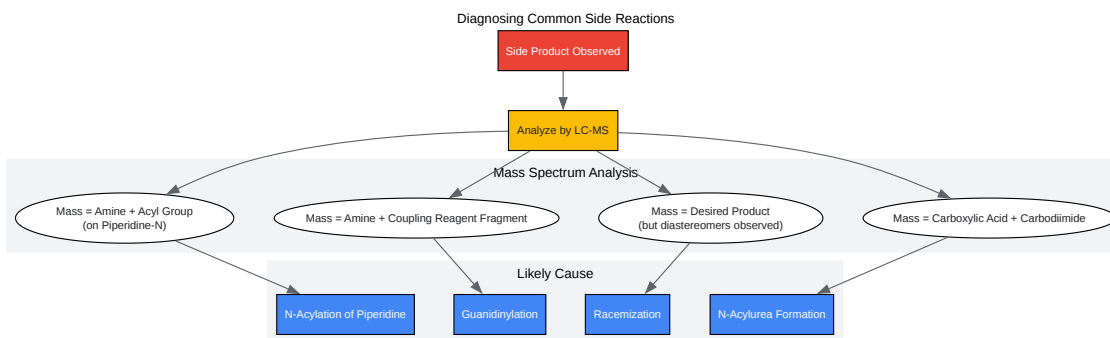 Diagnosing Common Side Reactions
Side Product Observed
Analyze by LC-MS
Mass Spectrum Analysis
Mass = Amine + Acyl Group
(on Piperidine-N)
Mass = Amine + Coupling Reagent Fragment
Mass = Desired Product
(but diastereomers observed)
Mass = Carboxylic Acid + Carbodiimide
Likely Cause
N-Acylation of Piperidine
Guanidinylation
Racemization
N-Acylurea Formation